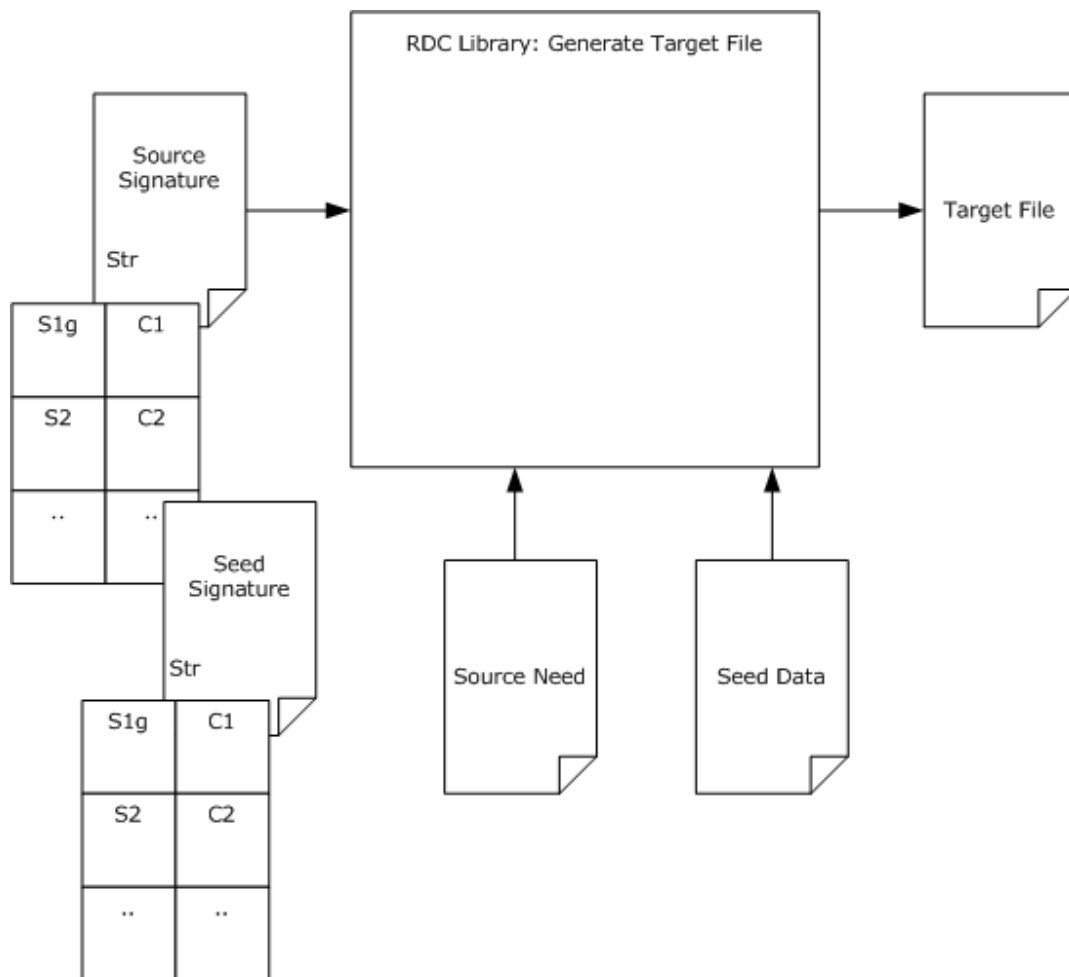 RDC Library: Generate Target File
Source
Signature
Str
S1g
C1
S2
C2
..
..
Target File
Seed
Signature
Str
S1g
C1
S2
C2
..
..
Source Need
Seed Data